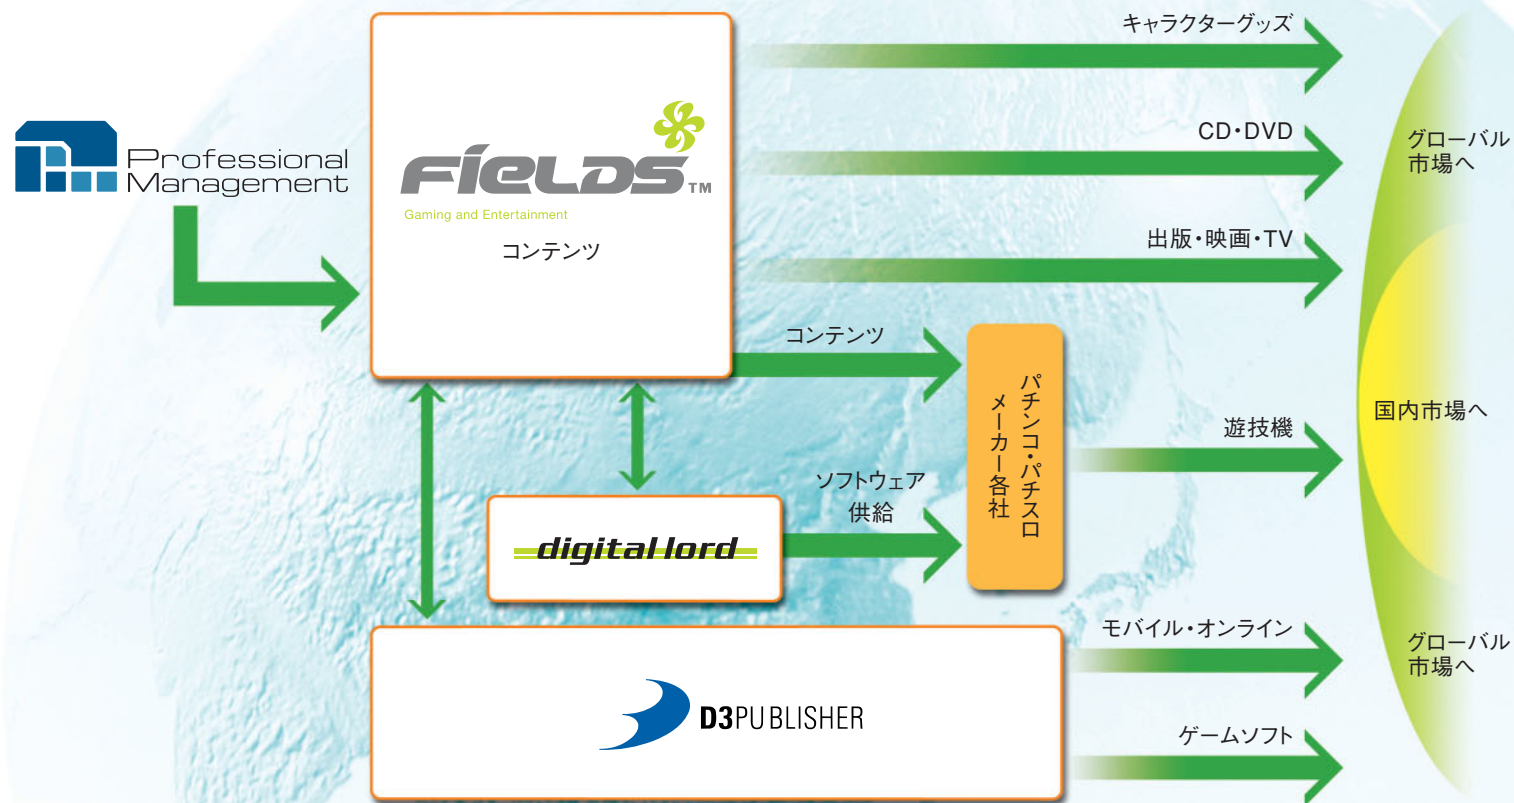 Professional
Management
FIELDS™
Gaming and Entertainment
コンテンツ
キャラクターグッズ
CD・DVD
出版・映画・TV
グローバル
市場へ
コンテンツ
ソフトウェア
供給
パチンコ・パチスロ
メーカー各社
遊技機
国内市場へ
digital lord
D3PUBLISHER
モバイル・オンライン
ゲームソフト
グローバル
市場へ